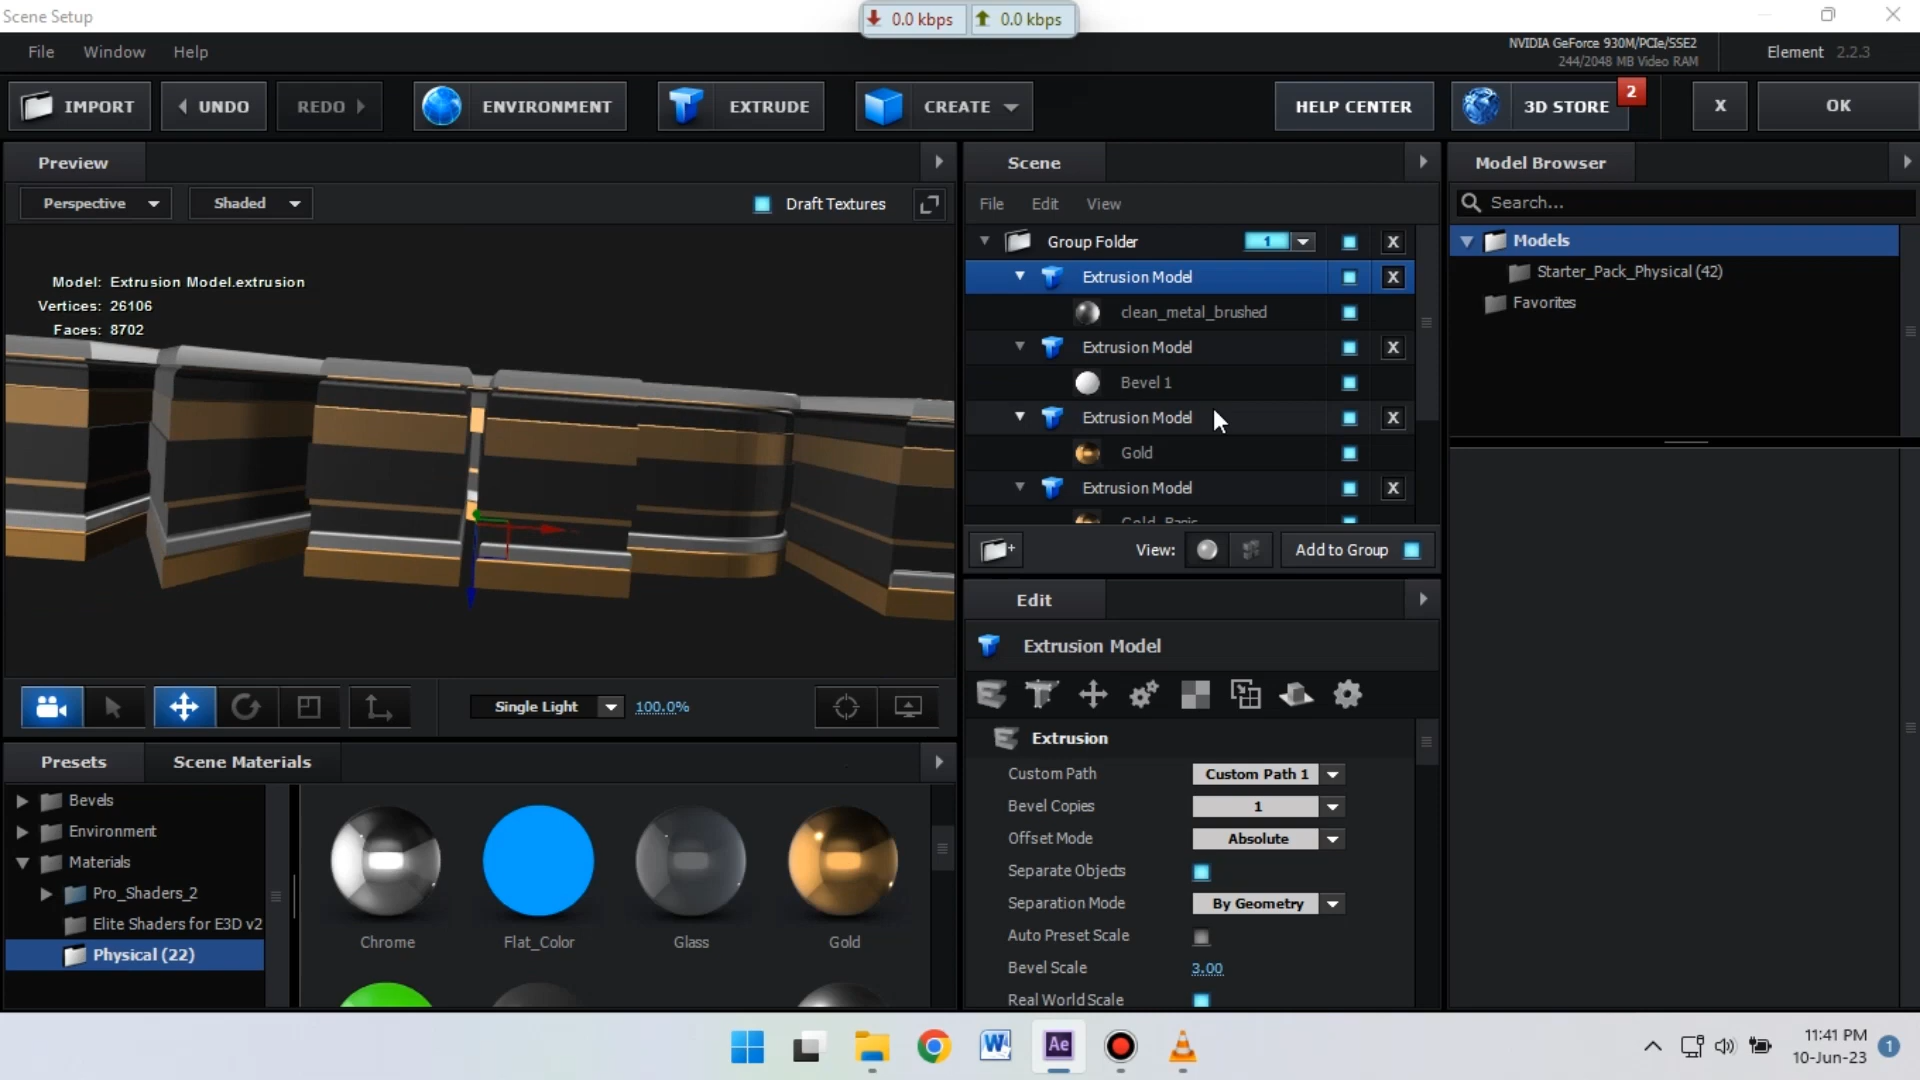 Scene Setup
0.0 kbps
0.0 kbps
File
Window
Help
NVIDIA GeForce 930M/PCIe/SSE2
244/2048 MB Video RAM
Element 2.2.3
IMPORT
UNDO
REDO
ENVIRONMENT
EXTRUDE
CREATE
HELP CENTER
3D STORE
2
X
OK
Preview
Perspective
Shaded
Draft Textures
Model: Extrusion Model.extrusion
Vertices: 26106
Faces: 8702
Single Light
100.0%
Scene
File
Edit
View
Group Folder
1
X
Extrusion Model
X
clean_metal_brushed
Extrusion Model
X
Bevel 1
Extrusion Model
X
Gold
Extrusion Model
X
Gold_Basic
View:
Add to Group
Edit
Extrusion Model
Extrusion
Custom Path
Custom Path 1
Bevel Copies
1
Offset Mode
Absolute
Separate Objects
Separation Mode
By Geometry
Auto Preset Scale
Bevel Scale
3.00
Real World Scale
Model Browser
Search...
Models
Starter_Pack_Physical (42)
Favorites
Presets
Scene Materials
Bevels
Environment
Materials
Pro_Shaders_2
Elite Shaders for E3D v2
Physical (22)
Chrome
Flat_Color
Glass
Gold
Ae
W
11:41 PM
10-Jun-23
1